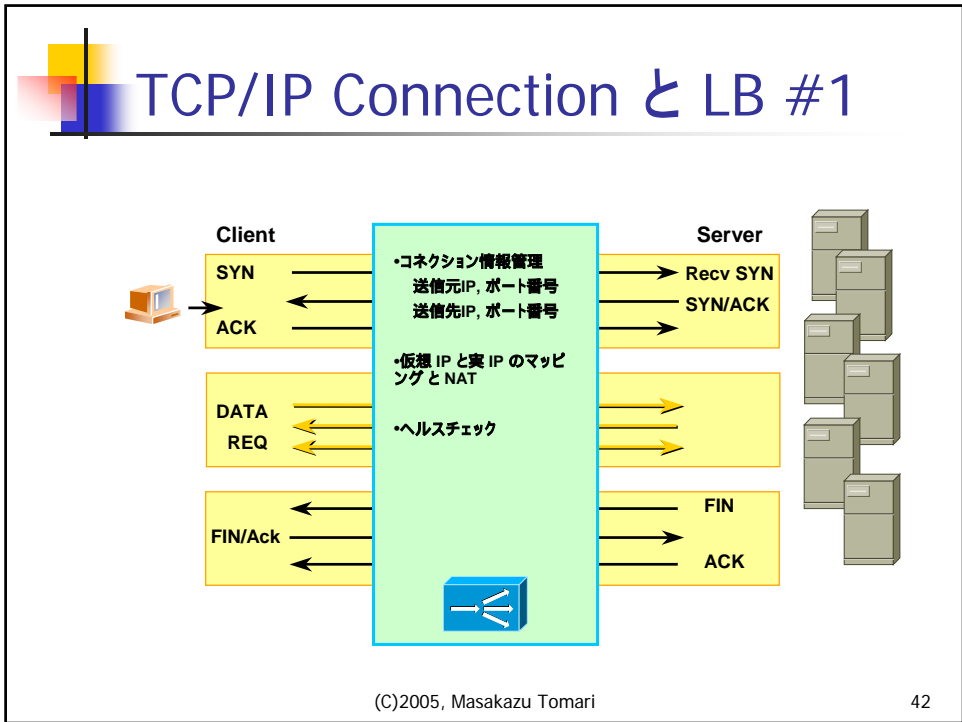 TCP/IP Connection と LB #1
Client
Server
SYN
ACK
•コネクション情報管理
送信元IP, ポート番号
送信先IP, ポート番号
•仮想 IP と実 IP のマッピ
ング と NAT
•ヘルスチェック
Recv SYN
SYN/ACK
DATA
REQ
FIN/Ack
FIN
ACK
(C)2005, Masakazu Tomari
42